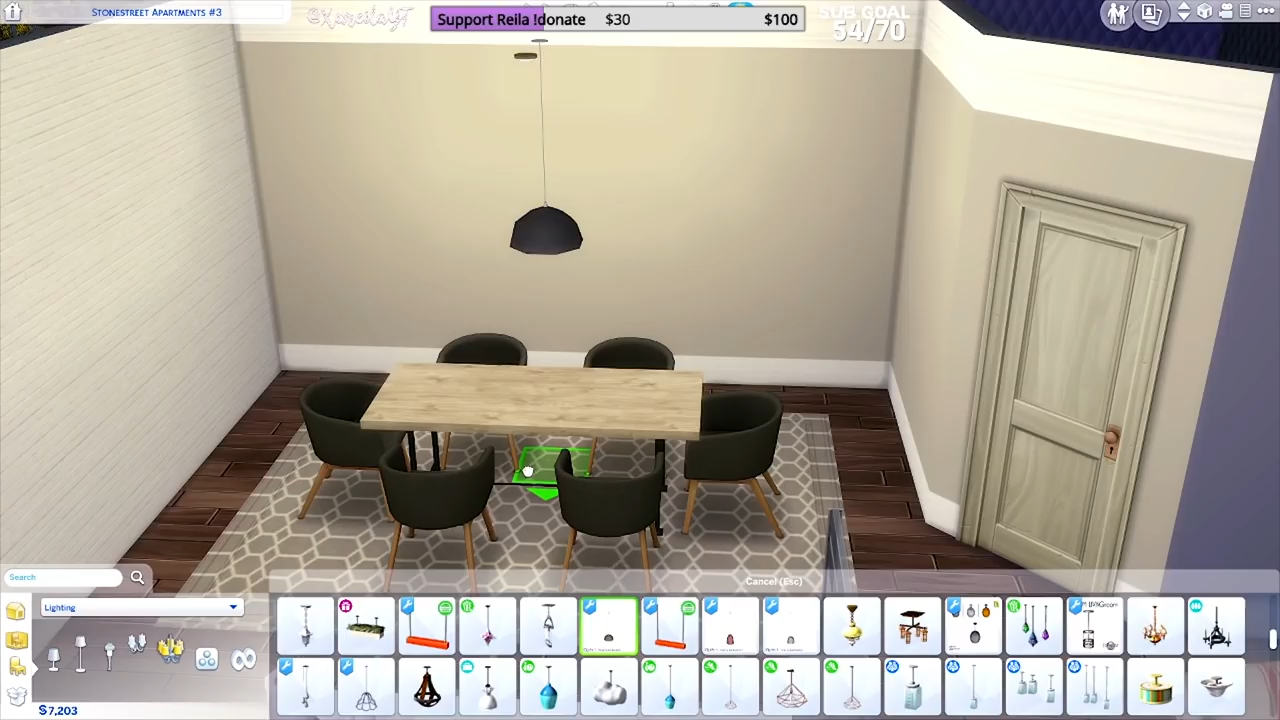 STONESTREET APARTMENTS #3
Support Reila !donate $30 $100
SUB GOAL
54/70
Cancel (Esc)
Search
Lighting
$7,203